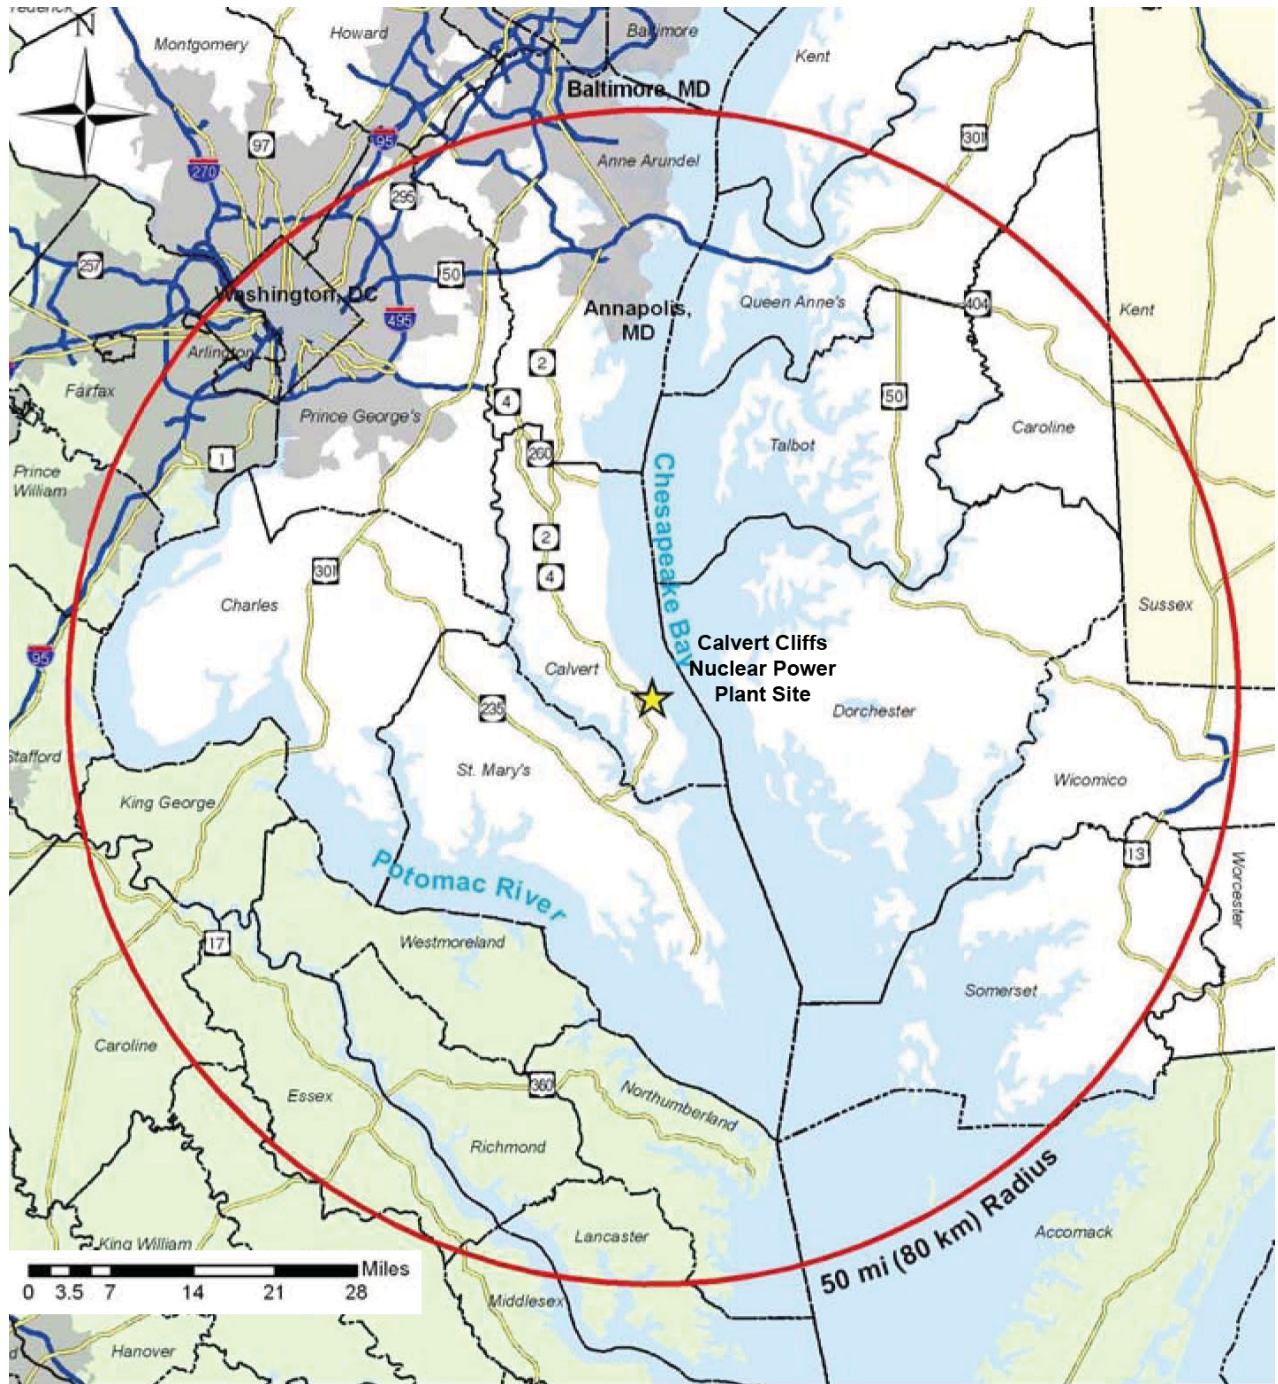 Frederick
N
Montgomery
Howard
Baltimore
Kent
Baltimore, MD
97
95
301
Anne Arundel
270
295
257
50
Washington, DC
Queen Anne's
404
Annapolis,
MD
495
Kent
Arlington
2
Fairfax
4
50
Prince George's
Caroline
Talbot
260
1
Prince
William
Chesapeake Bay
2
301
4
Charles
Sussex
Calvert Cliffs
Nuclear Power
Plant Site
95
Calvert
235
Dorchester
Stafford
St. Mary's
Wicomico
King George
13
Potomac River
Worcester
17
Westmoreland
Somerset
Caroline
360
Essex
Northumberland
Richmond
50 mi (80 km) Radius
Lancaster
Accomack
King William
Miles
0 3.5 7 14 21 28
Middlesex
Hanover